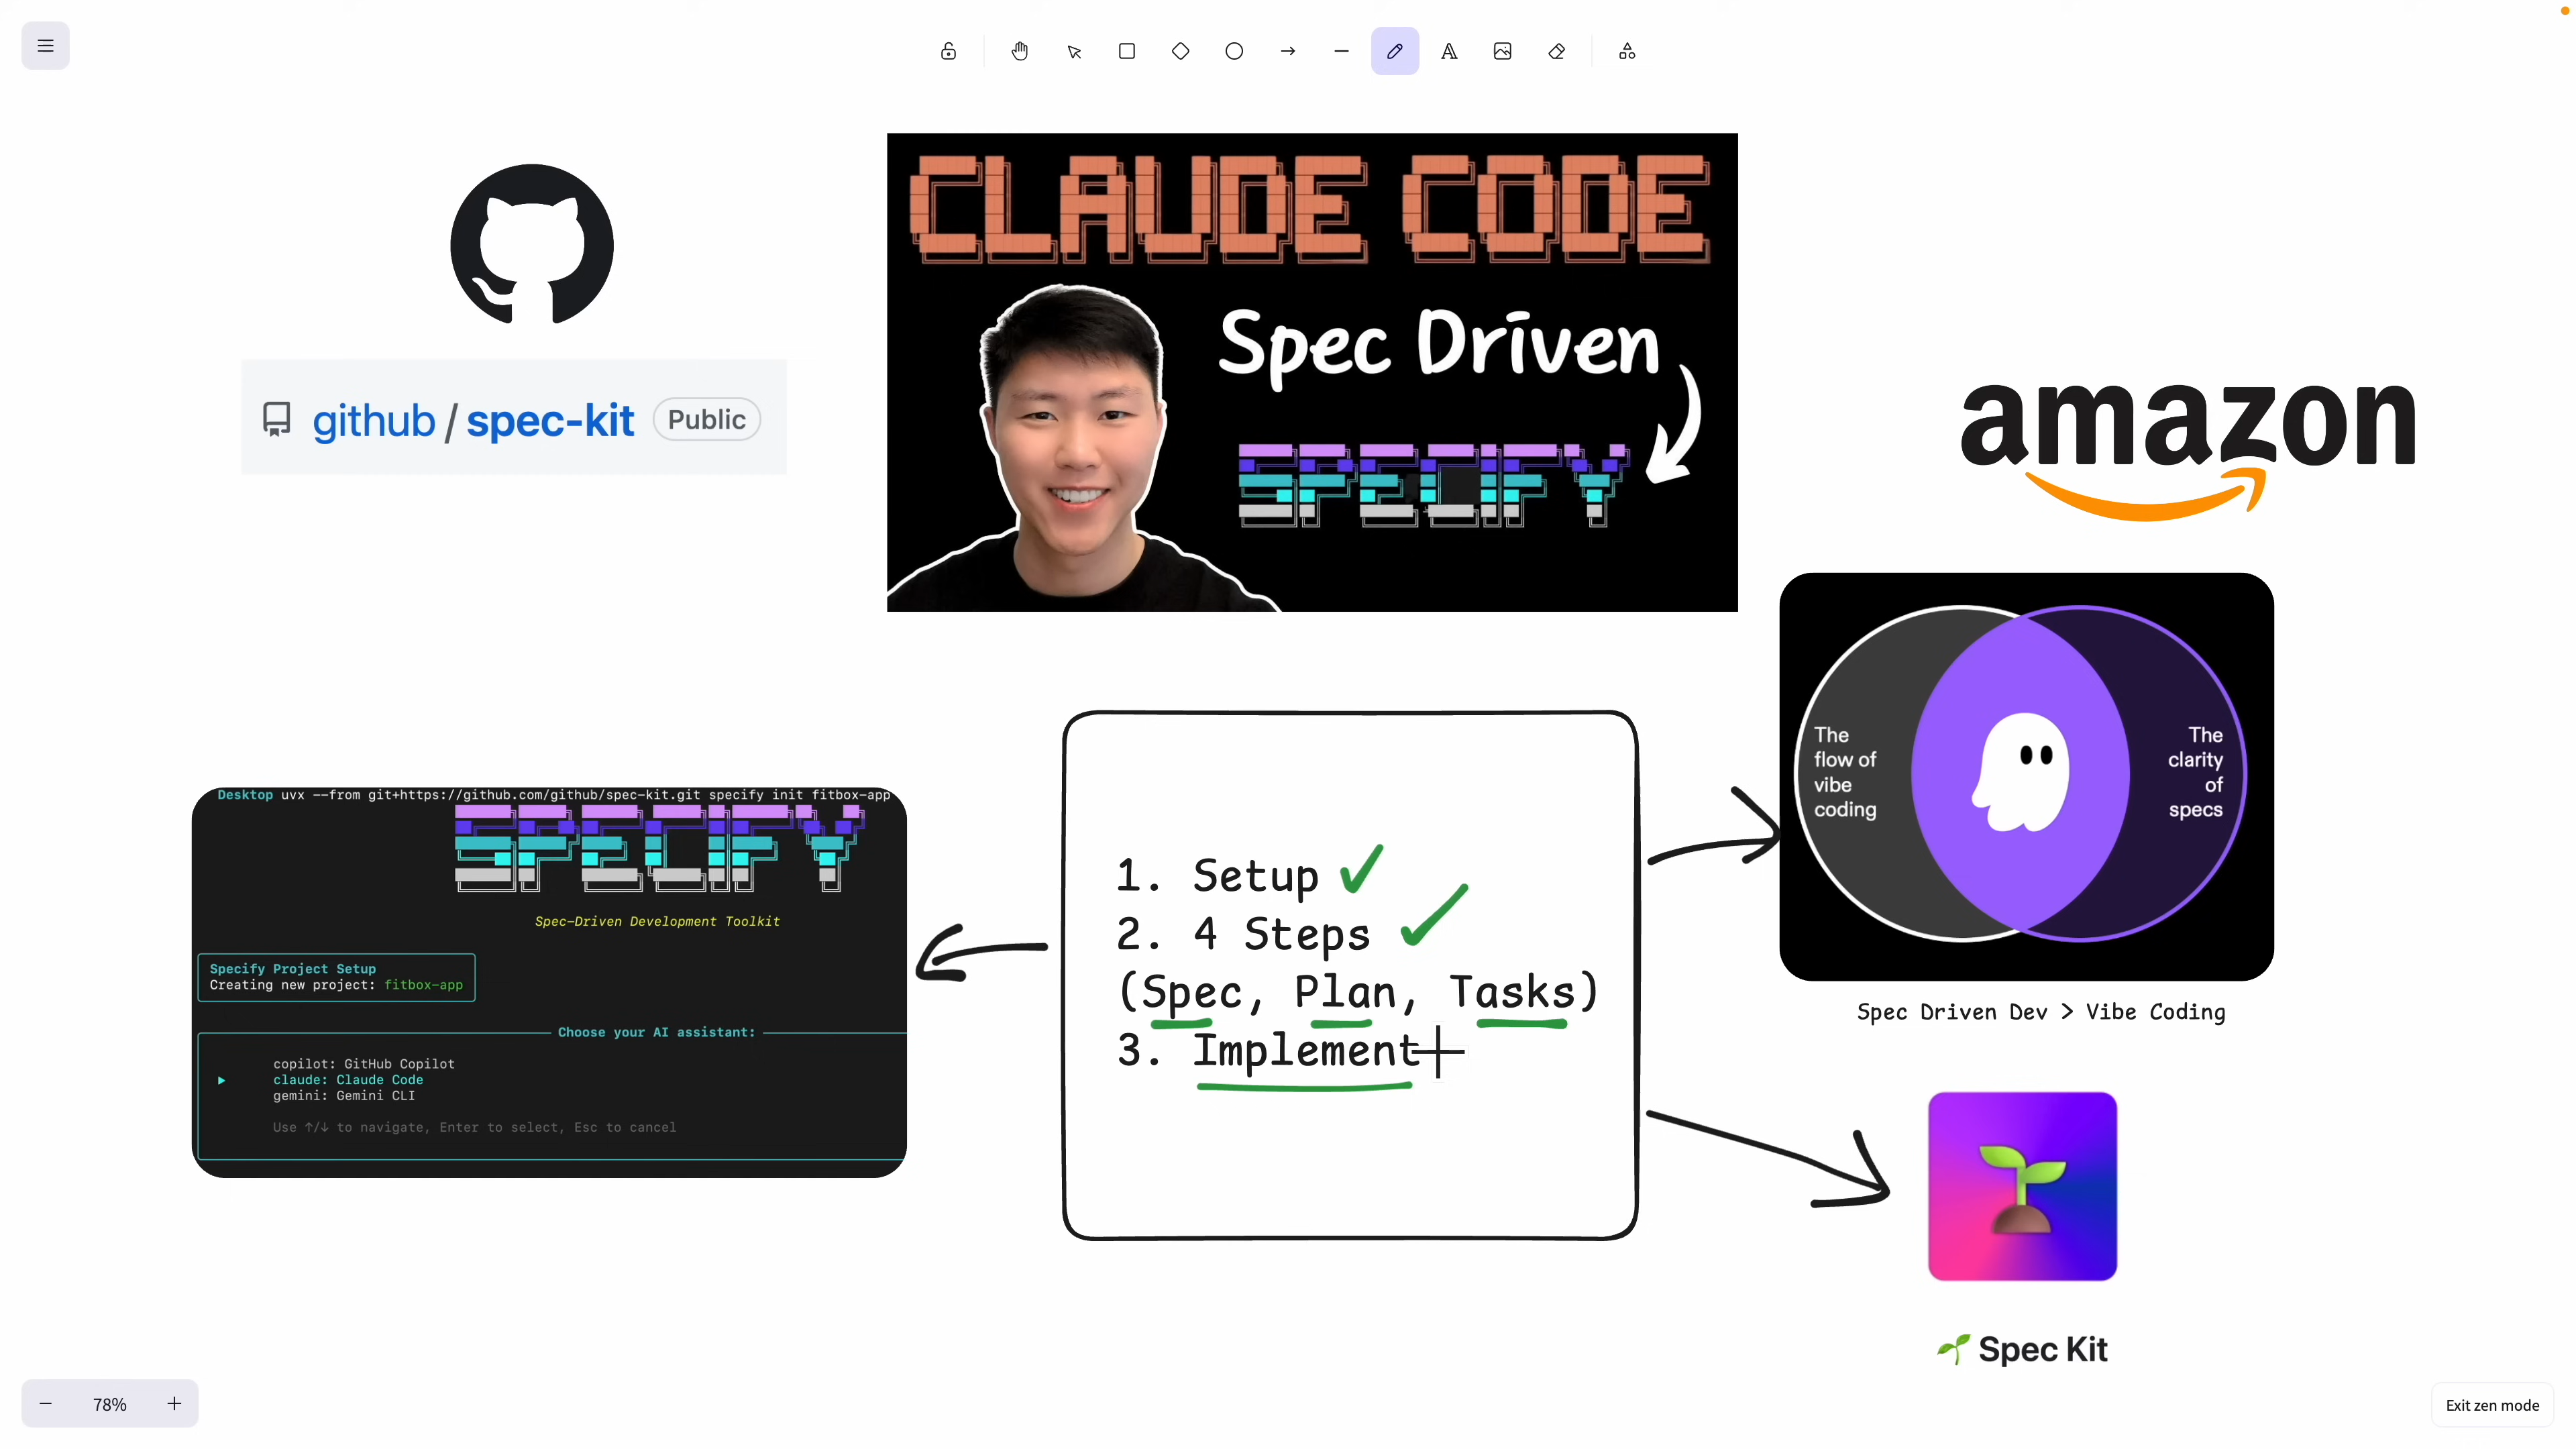 CLAUDE CODE
Spec Driven
SPECIFY
github / spec-kit Public
amazon
The
flow of
vibe
coding
The
clarity
of
specs
Spec Driven Dev > Vibe Coding
Desktop uvx --from git+https://github.com/github/spec-kit.git specify init fitbox-app
SPECIFY
Spec-Driven Development Toolkit
Specify Project Setup
Creating new project: fitbox-app
Choose your AI assistant:
copilot: GitHub Copilot
▶ claude: Claude Code
gemini: Gemini CLI
Use ↑/↓ to navigate, Enter to select, Esc to cancel
1. Setup ✓
2. 4 Steps ✓
(Spec, Plan, Tasks)
3. Implement
Spec Kit
78%
Exit zen mode